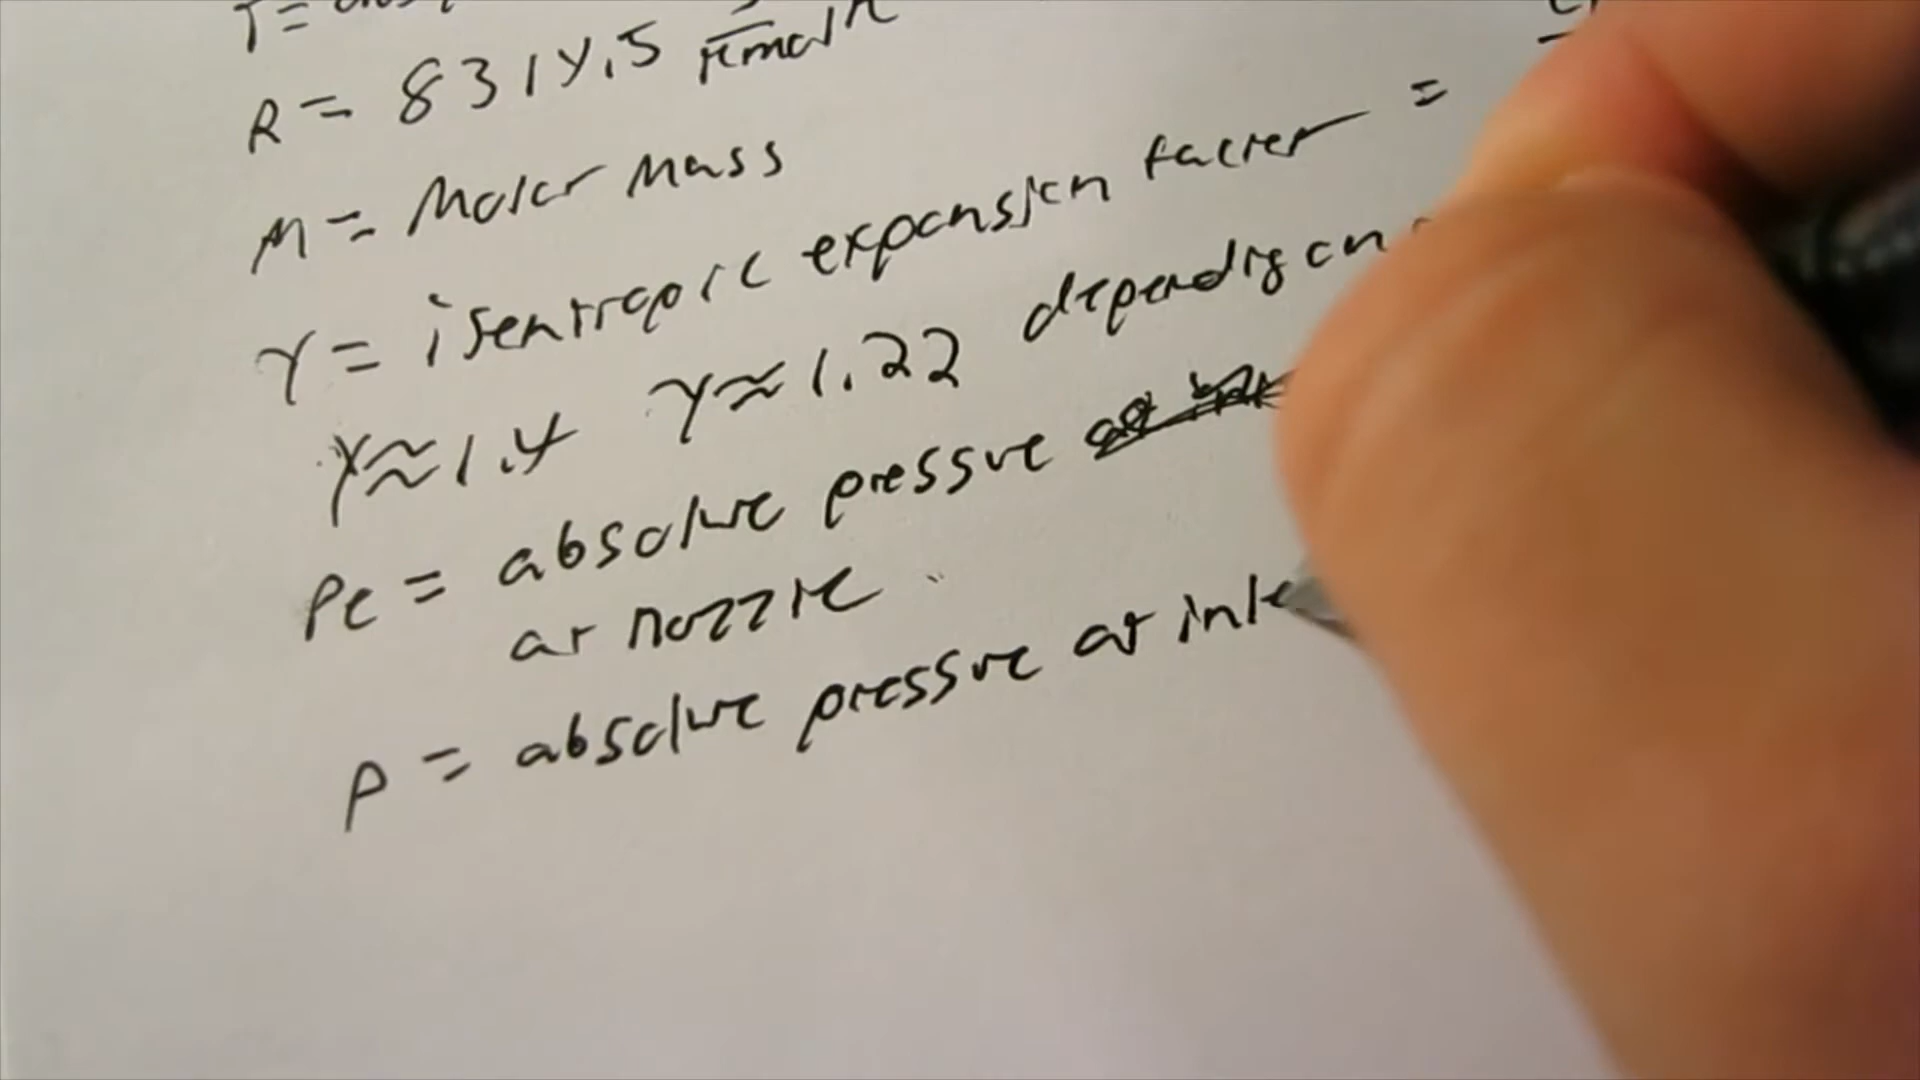 T =
R = 8314.5 J/kmol K
M = Molar Mass
γ = isentropic expansion factor =
γ ≈ 1.4 γ ≈ 1.22 dependig on
Pe = absolute pressure
at nozzle
P = absolute pressure at inle